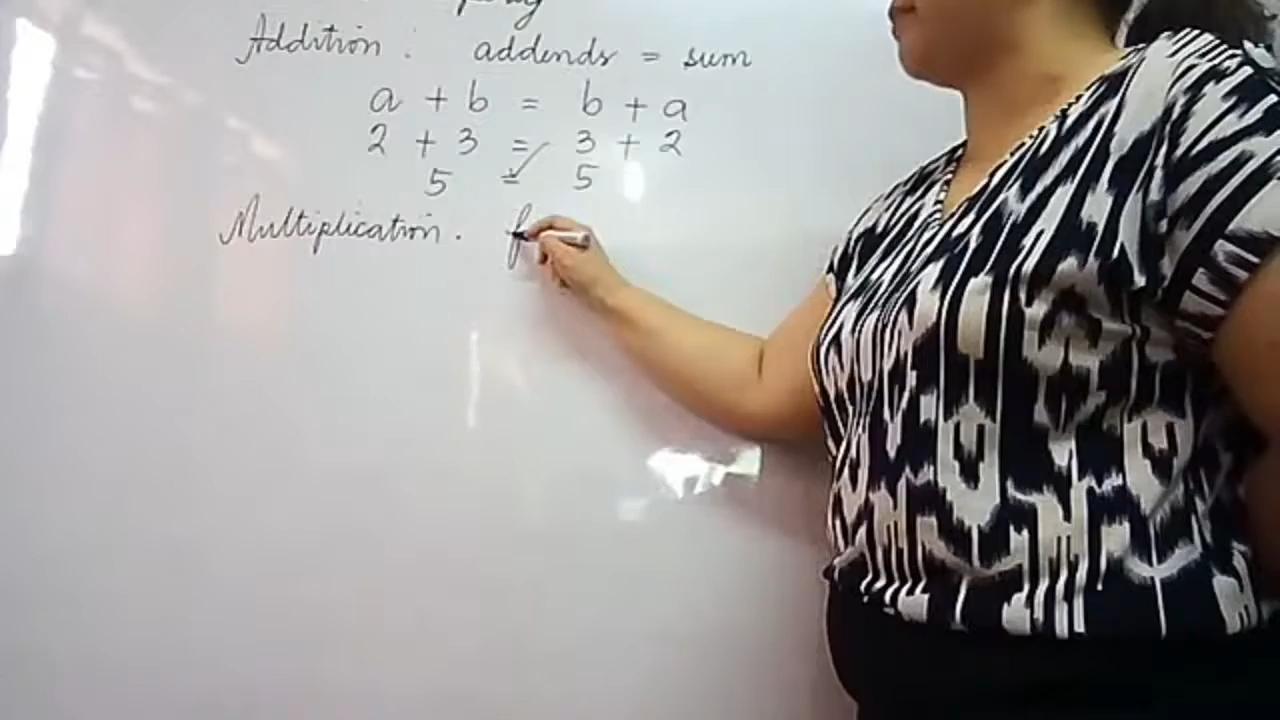 Addition : addends = sum
a + b = b + a
2 + 3 = 3 + 2
5 = 5
Multiplication . f